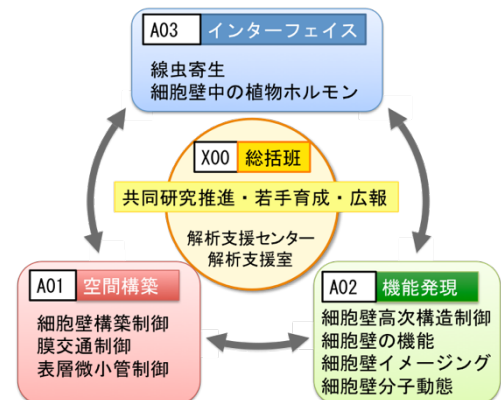 A03 インターフェイス
線虫寄生
細胞壁中の植物ホルモン
X00 総括班
共同研究推進・若手育成・広報
解析支援センター
解析支援室
A01 空間構築
細胞壁構築制御
膜交通制御
表層微小管制御
A02 機能発現
細胞壁高次構造制御
細胞壁の機能
細胞壁イメージング
細胞壁分子動態